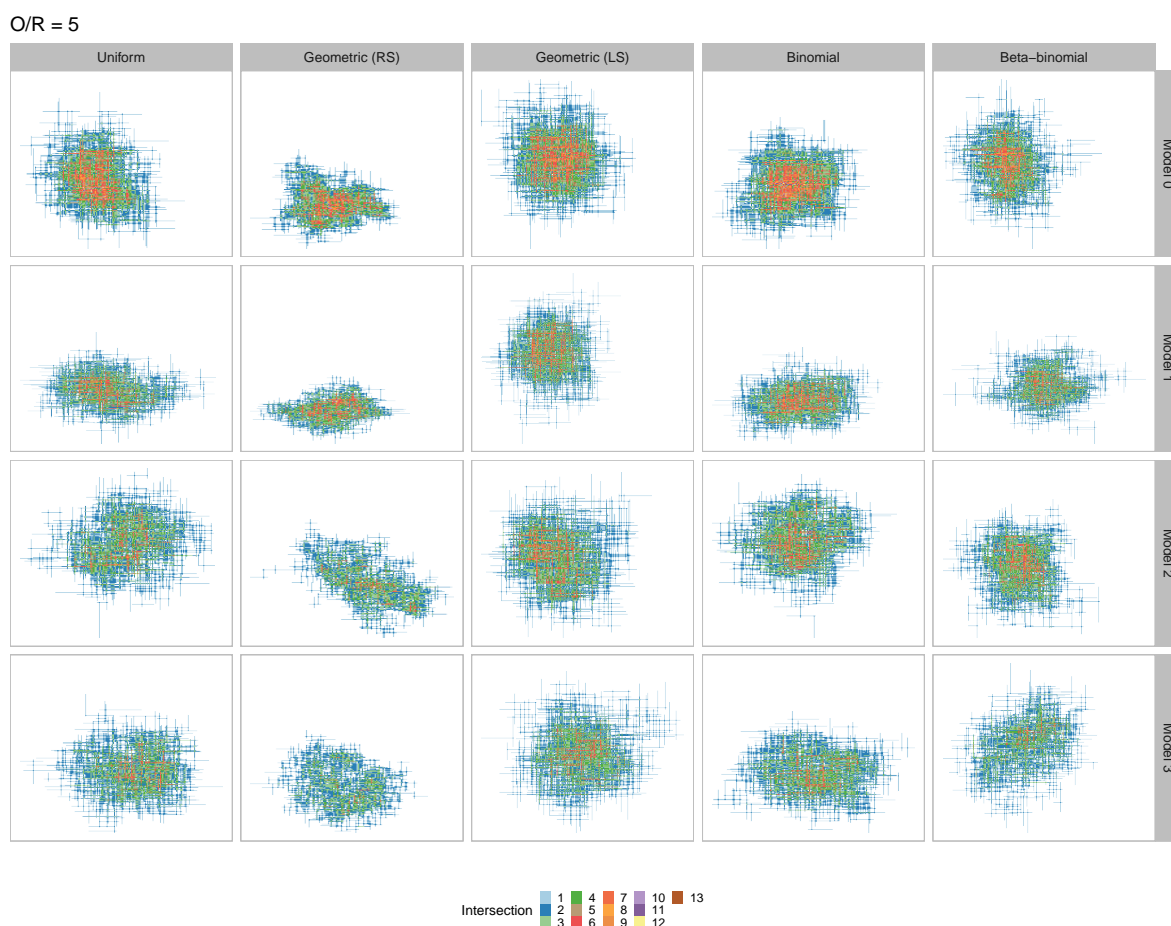 O/R = 5
Uniform Geometric (RS) Geometric (LS) Binomial Beta−binomial
Model 0
Model 1
Model 2
Model 3
Intersection
1 4 7 10 13
2 5 8 11
3 6 9 12